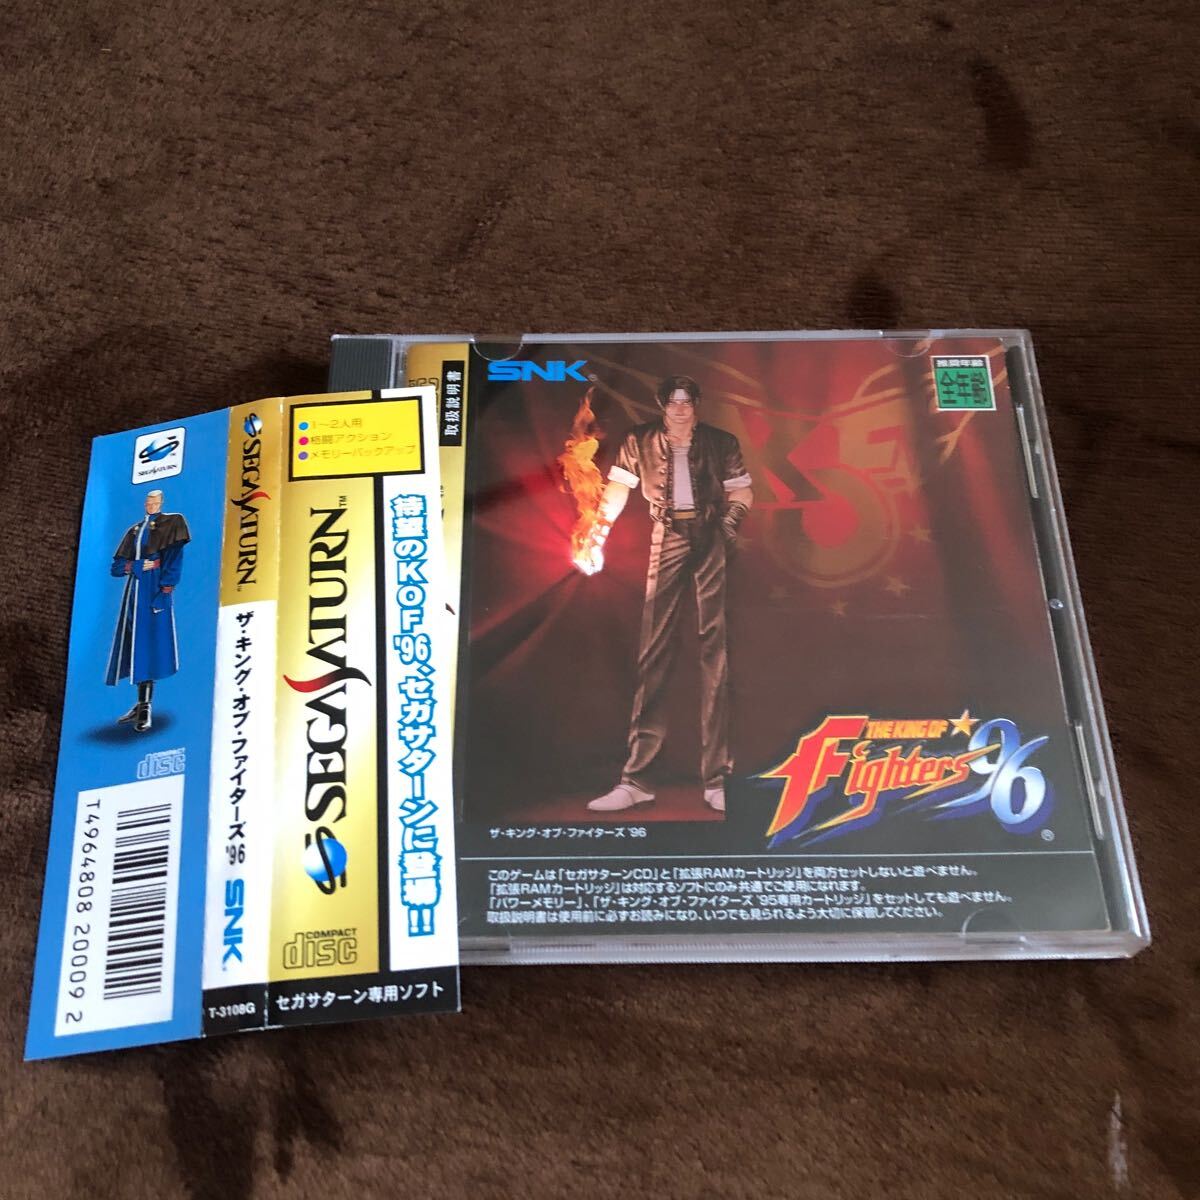 SEGA SATURN
COMPACT
disc
T4964808 200092
SEGA SATURN™
ザ・キング・オブ・ファイターズ'96
SNK®
T-3108G
1〜2人用
格闘アクション
メモリーバックアップ
SEGA SATURN™
COMPACT
disc
待望のKOF'96、セガサターンに登場!!
セガサターン専用ソフト
取扱説明書
SNK®
推奨年齢
全年齢
THE KING OF
Fighters '96®
ザ・キング・オブ・ファイターズ '96
このゲームは「セガサターンCD」と「拡張RAMカートリッジ」を両方セットしないと遊べません。
「拡張RAMカートリッジ」は対応するソフトにのみ共通でご使用になれます。
「パワーメモリー」、「ザ・キング・オブ・ファイターズ '95専用カートリッジ」をセットしても遊べません。
取扱説明書は使用前に必ずお読みになり、いつでも見られるよう大切に保管してください。